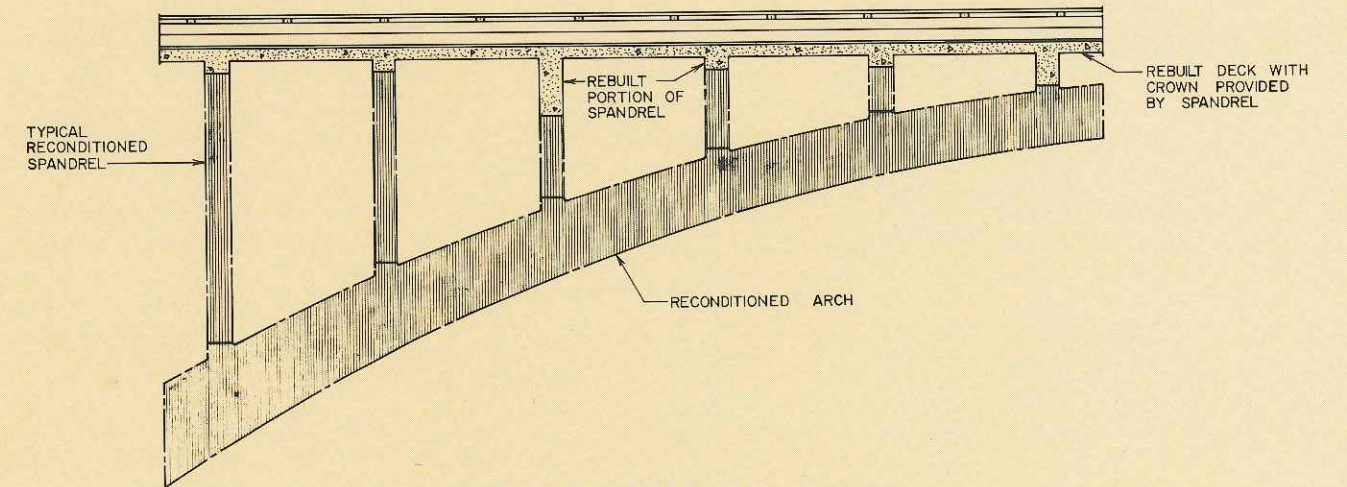 REBUILT
PORTION OF
SPANDREL
REBUILT DECK WITH
CROWN PROVIDED
BY SPANDREL
TYPICAL
RECONDITIONED
SPANDREL
RECONDITIONED ARCH